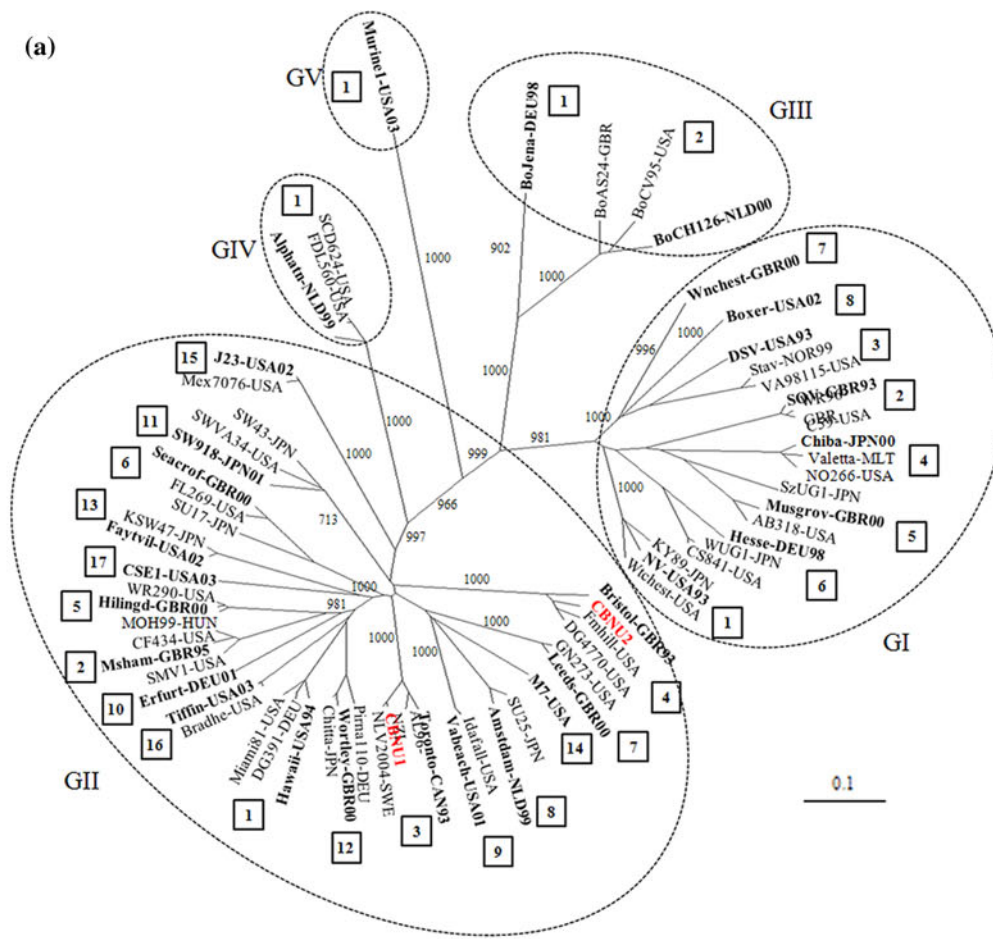 (a)
GV
1
Murine1-USA03
GIII
BoJena-DEU98
1
BoAS24-GBR
BoCV95-USA
2
BoCH126-NLD00
902
1000
1000
GIV
1
SCD624-USA
FDL560-USA
Alphatn-NLD99
1000
1000
999
981
966
997
GI
Wnchest-GBR00
7
Boxer-USA02
8
DSV-USA93
3
Stav-NOR99
VA98115-USA
SOV-GBR93
2
WR96
GBR
C59-USA
Chiba-JPN00
Valetta-MLT
4
NO266-USA
SzUG1-JPN
Musgrov-GBR00
AB318-USA
5
Hesse-DEU98
WUG1-JPN
6
CS841-USA
KY89-JPN
NV-USA93
Wtchest-USA
1
996
1000
1000
1000
GII
15
J23-USA02
Mex7076-USA
SW43-JPN
SWVA34-USA
11
SW918-JPN01
6
Seacrof-GBR00
FL269-USA
SU17-JPN
13
KSW47-JPN
Faytvil-USA02
17
CSE1-USA03
WR290-USA
5
Hilingd-GBR00
MOH99-HUN
CF434-USA
2
Msham-GBR95
SMV1-USA
10
Erfurt-DEU01
Tiffin-USA03
16
Bradhe-USA
Miami81-USA
DG391-DEU
Hawaii-USA94
1
Chitta-JPN
Wortley-GBR00
Pirna110-DEU
12
NLV2004-SWE
CBNU1
NZL
AL96-
Toronto-CAN93
3
Vabeach-USA01
Idafall-USA
9
Amstdam-NLD99
SU25-JPN
8
M7-USA
14
Leeds-GBR00
7
GN273-USA
DG4770-USA
Fmhill-USA
CBNU2
Bristol-GBR93
4
1000
713
1000
981
1000
1000
1000
1000
0.1